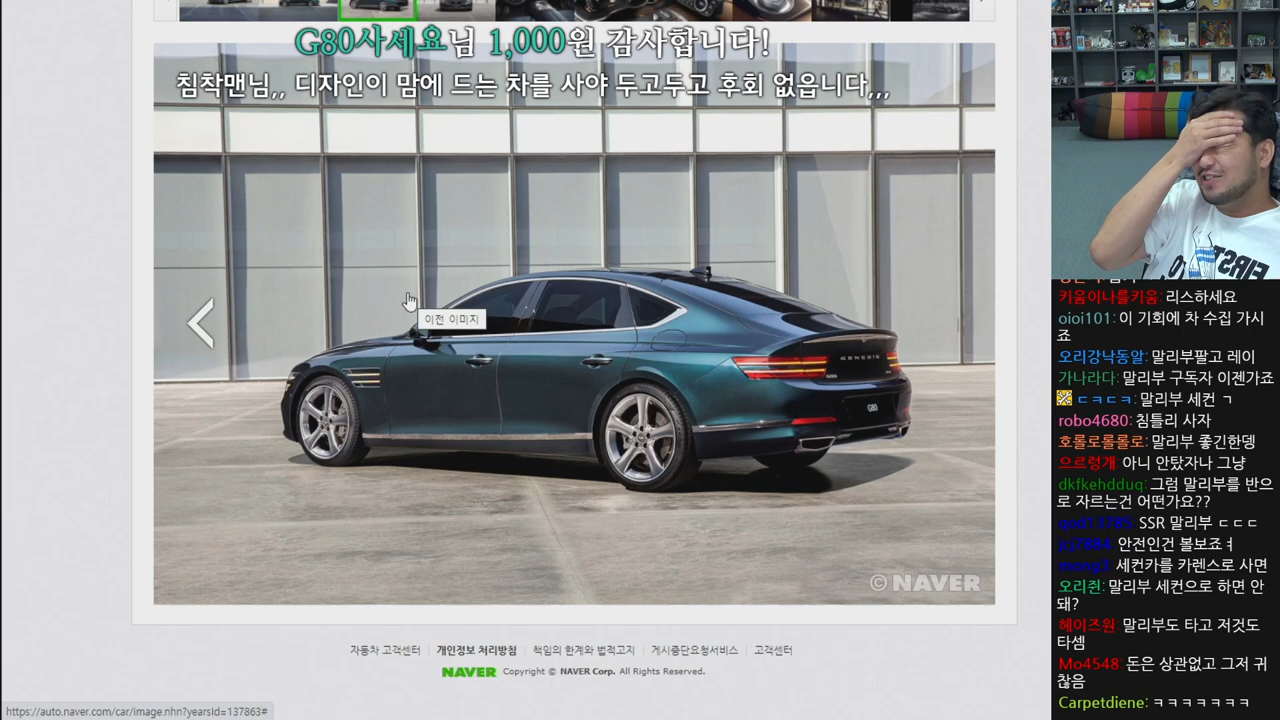 G80사세요님 1,000원 감사합니다!
침착맨님,, 디자인이 맘에 드는 차를 사야 두고두고 후회 없읍니다,,,
이전 이미지
GENESIS
G80
G80
© NAVER
자동차 고객센터 | 개인정보 처리방침 | 책임의 한계와 법적고지 | 게시중단요청서비스 | 고객센터
NAVER Copyright © NAVER Corp. All Rights Reserved.
https://auto.naver.com/car/image.nhn?yearsId=137863#
키움이나를키움: 리스하세요
oioi101: 이 기회에 차 수집 가시
죠
오리강낙동알: 말리부팔고 레이
가나라다: 말리부 구독자 이젠가죠
ㄷㅋㄷㅋ: 말리부 세컨 ㄱ
robo4680: 침틀리 사자
호롤로롤롤로: 말리부 좋긴한뎅
으르렁개: 아니 안탔자나 그냥
dkfkehdduq: 그럼 말리부를 반으
로 자르는건 어떤가요??
qod13785: SSR 말리부 ㄷㄷㄷ
jcj7884: 안전인건 볼보죠ㅕ
mong3: 세컨카를 카렌스로 사면
오리쥔: 말리부 세컨으로 하면 안
돼?
헤이즈원: 말리부도 타고 저것도
타셈
Mo4548: 돈은 상관없고 그저 귀
찮음
Carpetdiene: ㅋㅋㅋㅋㅋㅋㅋ